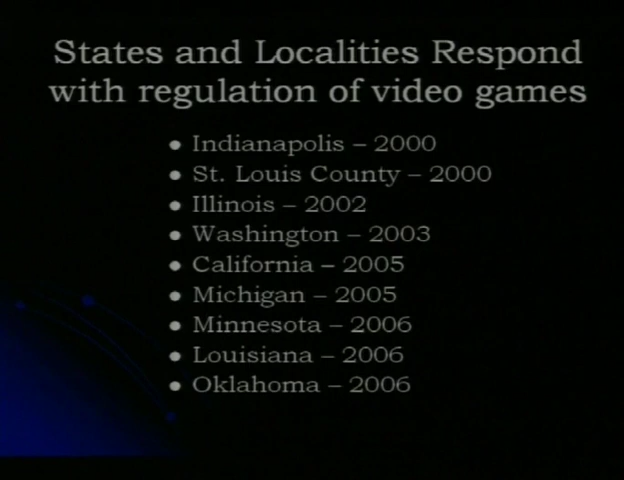 States and Localities Respond
with regulation of video games
• Indianapolis – 2000
• St. Louis County – 2000
• Illinois – 2002
• Washington – 2003
• California – 2005
• Michigan – 2005
• Minnesota – 2006
• Louisiana – 2006
• Oklahoma – 2006